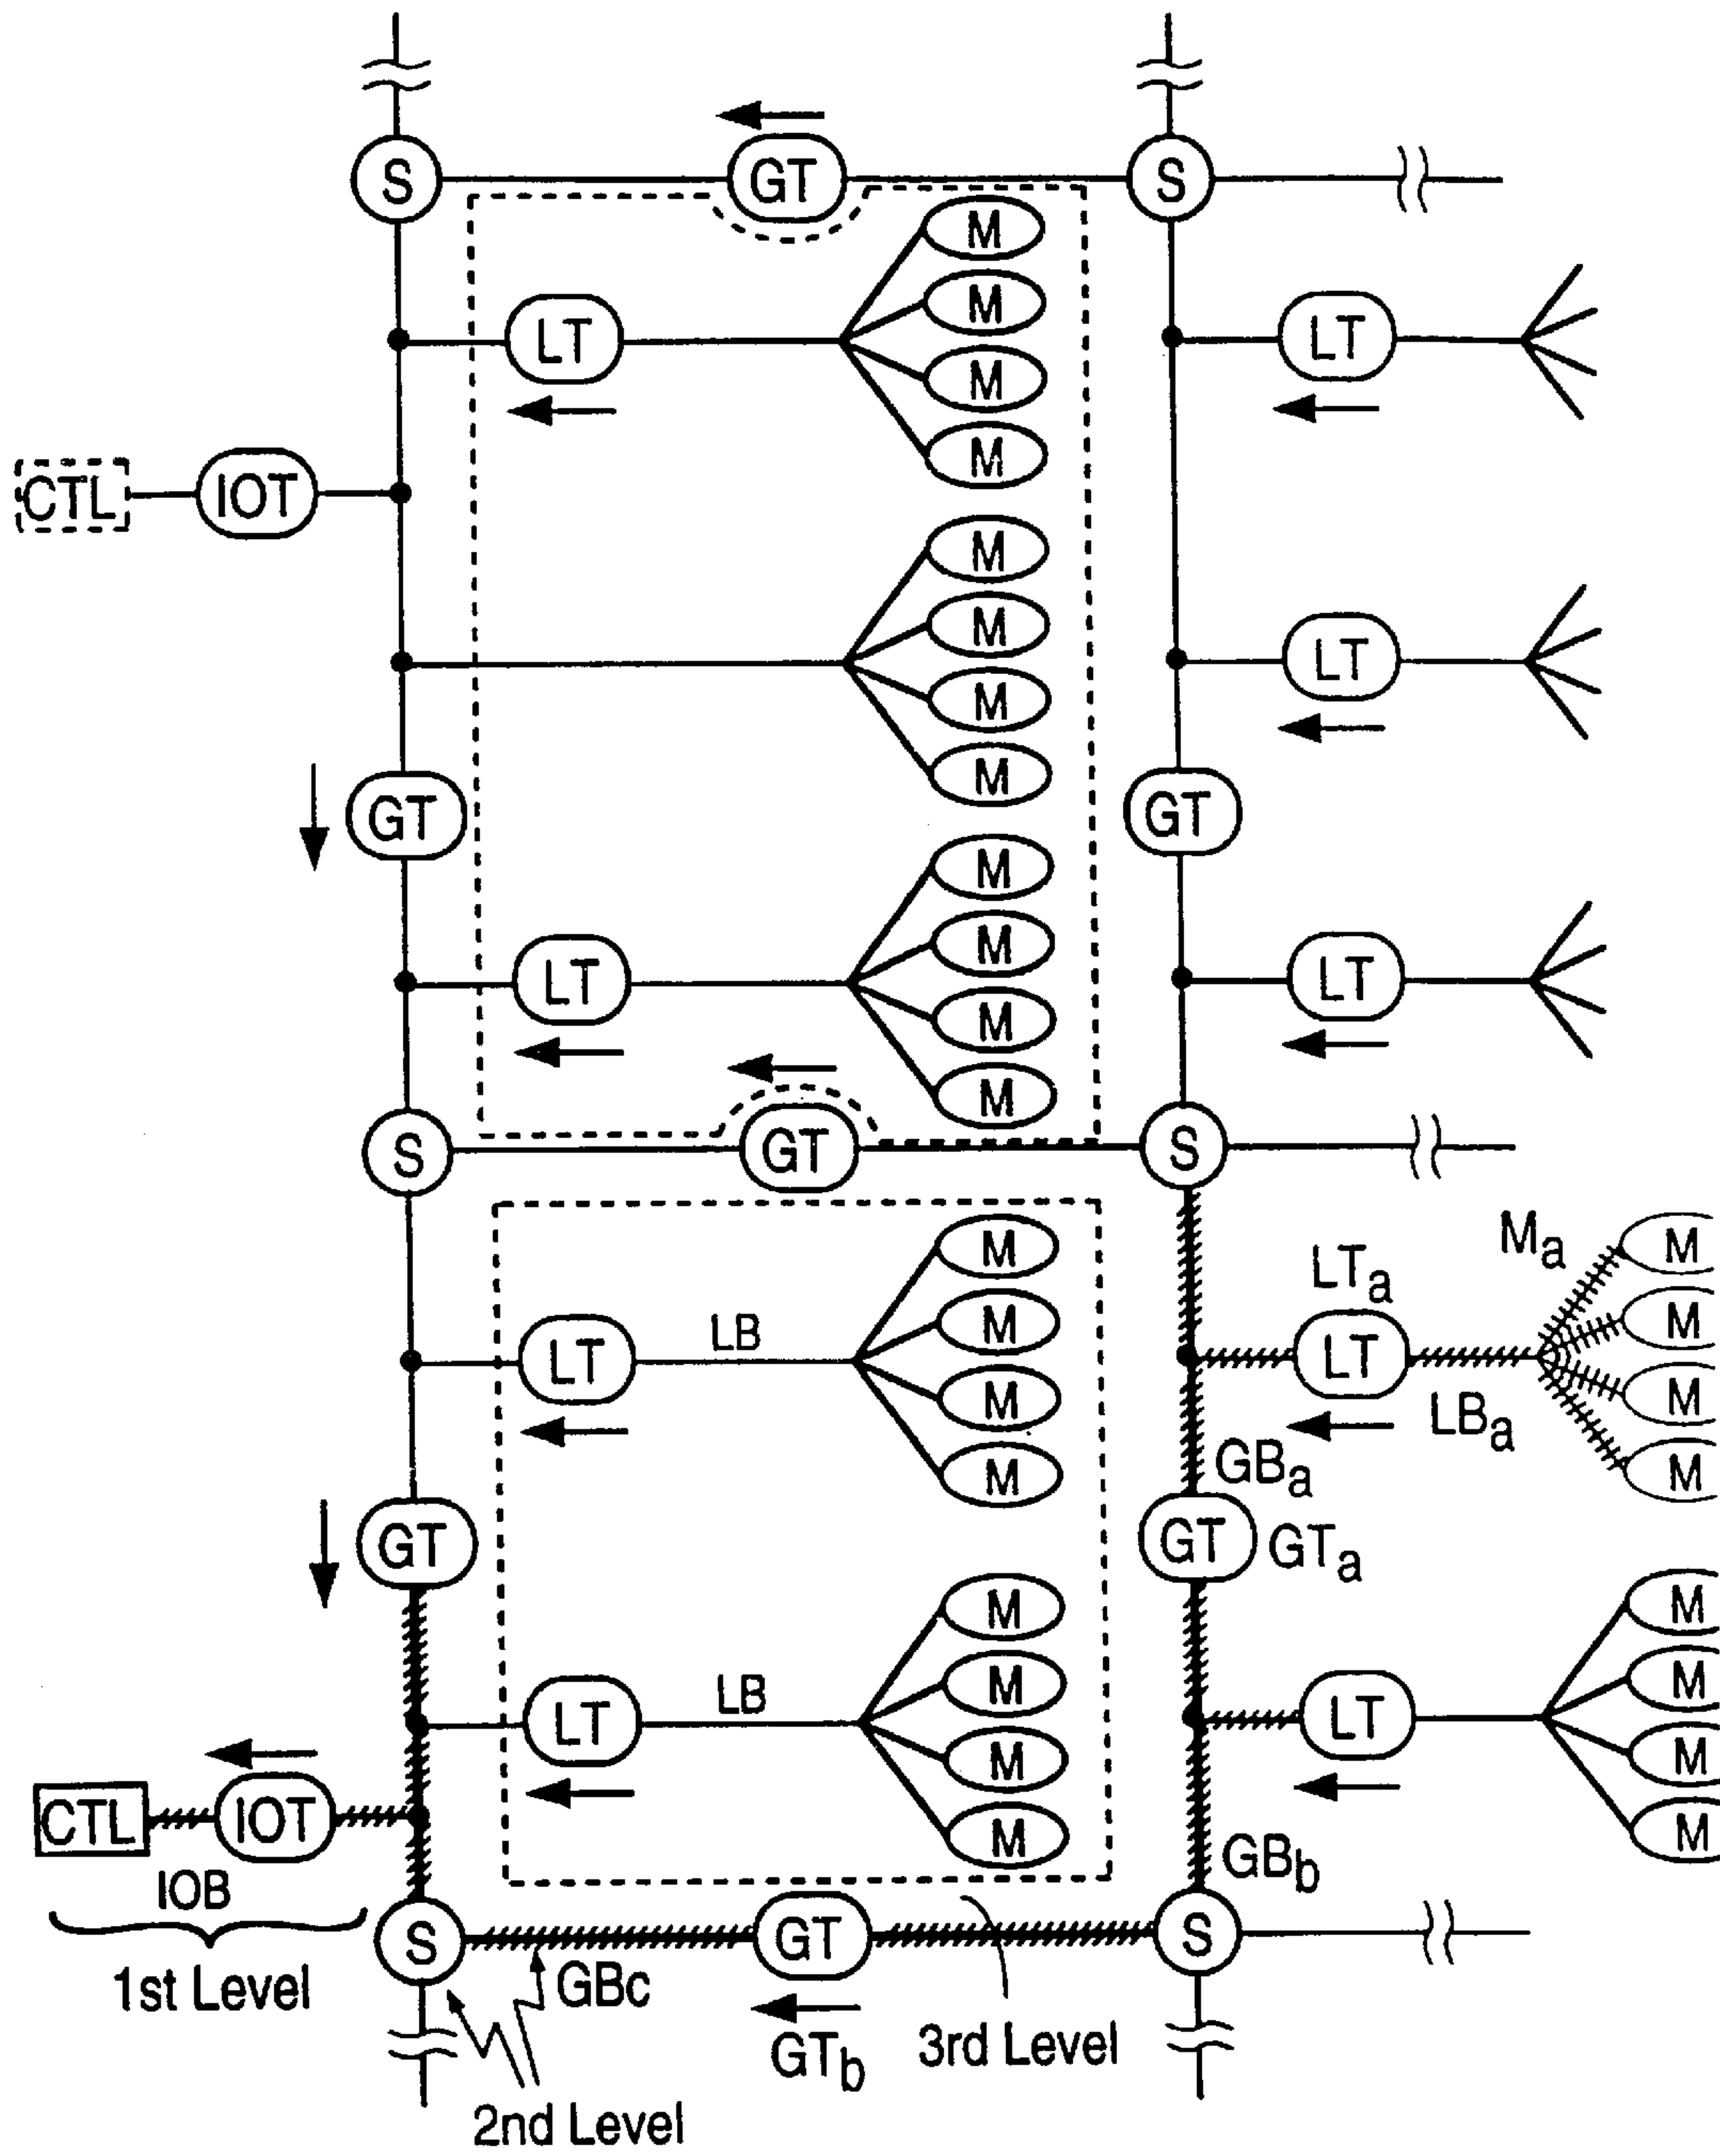 S GT S
M
M
LT LT
M
M
CTL IOT
M
M
LT
M
M
GT GT
M
M
LT LT
M
M
S GT S
M Ma M
LTa
LT LB M LT M
M LBa M
M GBa M
GT GT GTa
M M
LT LB M LT M
M M
CTL IOT M M
IOB GBb
S GT S
1st Level GBc
GTb 3rd Level
2nd Level